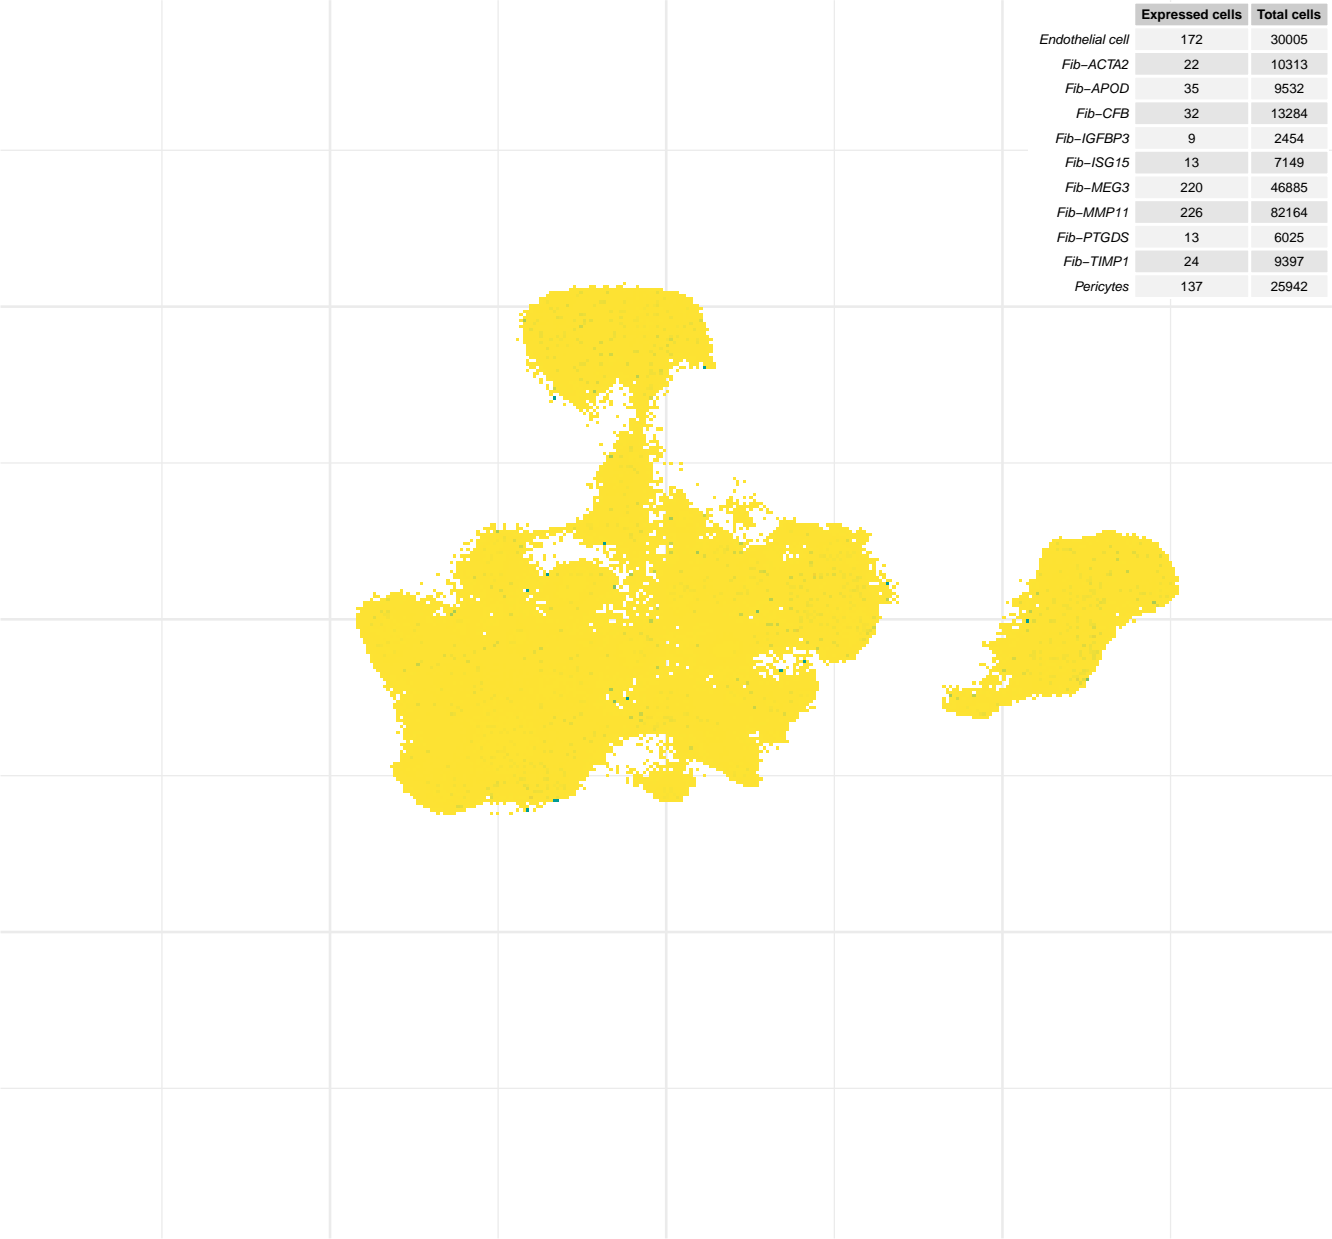 Expressed cells Total cells
Endothelial cell 172 30005
Fib−ACTA2 22 10313
Fib−APOD 35 9532
Fib−CFB 32 13284
Fib−IGFBP3 9 2454
Fib−ISG15 13 7149
Fib−MEG3 220 46885
Fib−MMP11 226 82164
Fib−PTGDS 13 6025
Fib−TIMP1 24 9397
Pericytes 137 25942